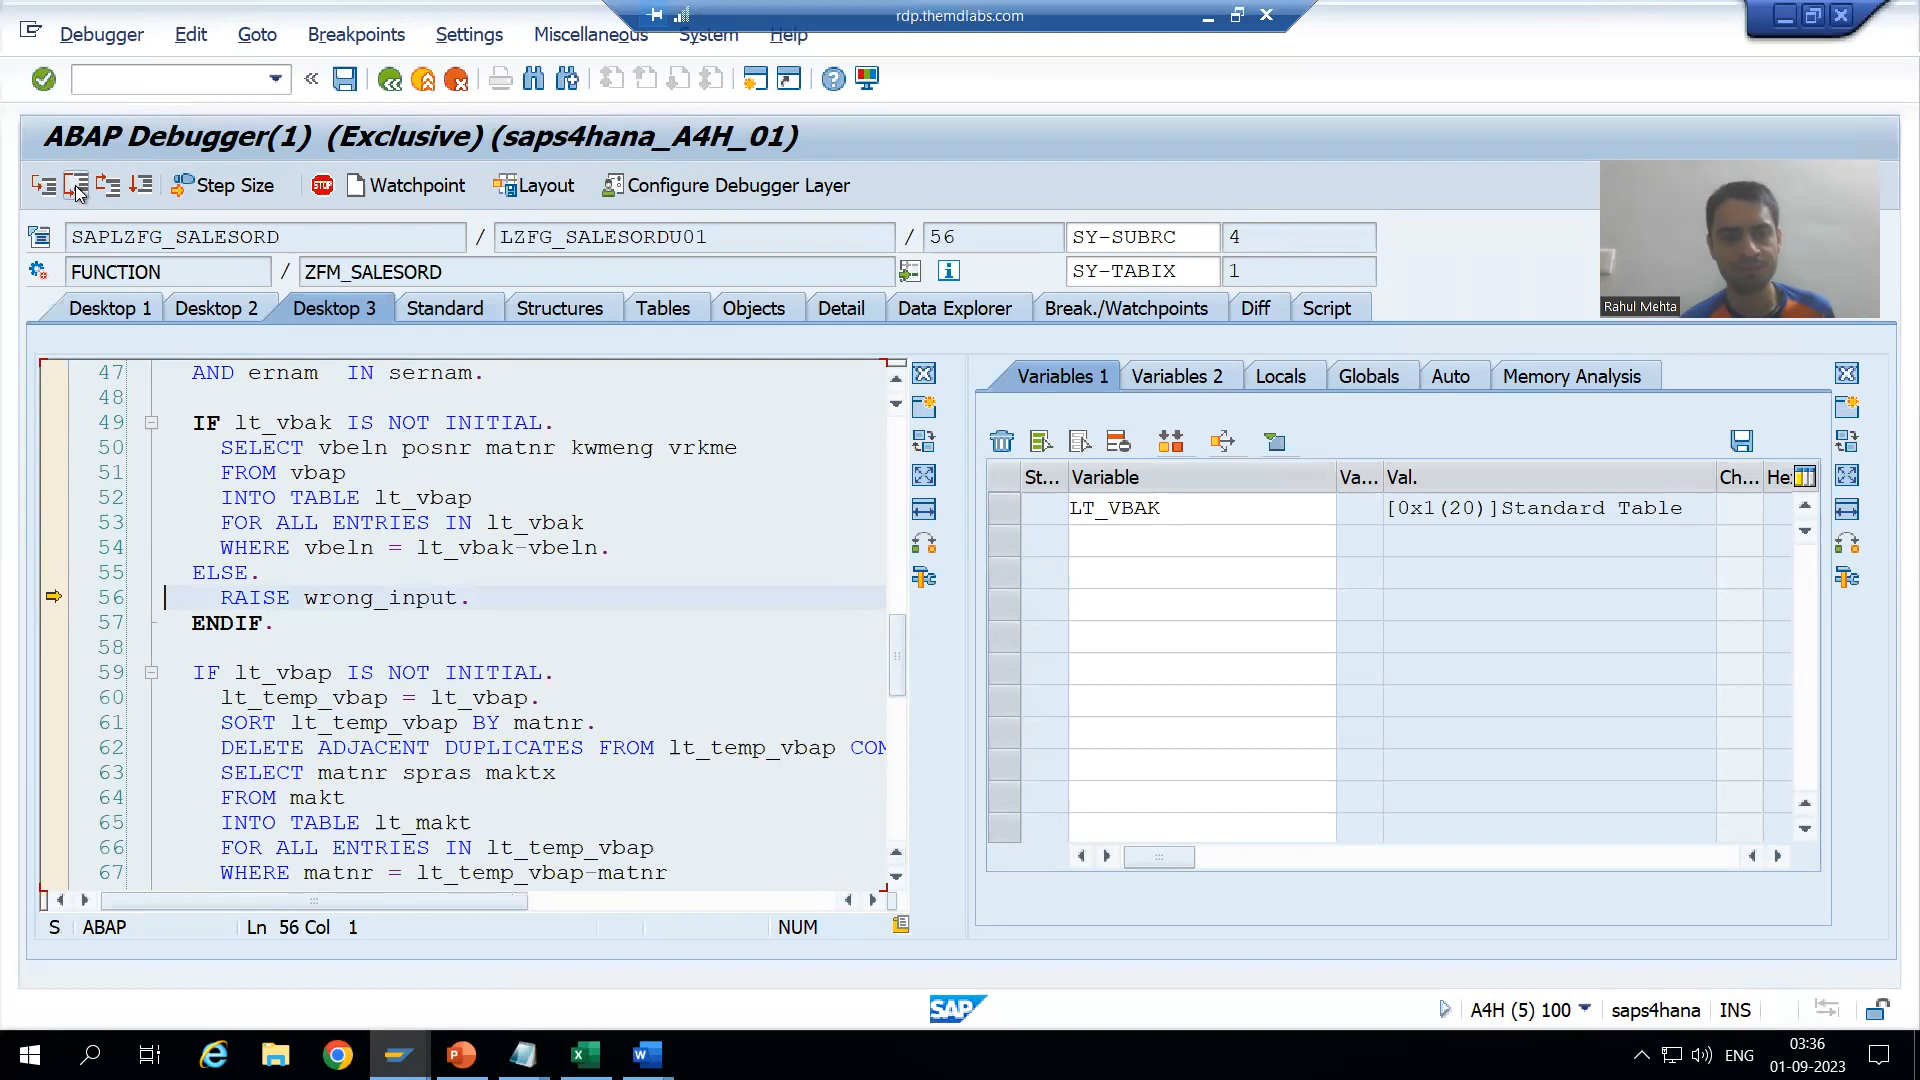 rdp.themdlabs.com
Debugger Edit Goto Breakpoints Settings Miscellaneous System Help
ABAP Debugger(1) (Exclusive) (saps4hana_A4H_01)
Step Size STOP Watchpoint Layout Configure Debugger Layer
SAPLZFG_SALESORD / LZFG_SALESORDU01 / 56 SY-SUBRC 4
FUNCTION / ZFM_SALESORD SY-TABIX 1
Rahul Mehta
Desktop 1 Desktop 2 Desktop 3 Standard Structures Tables Objects Detail Data Explorer Break./Watchpoints Diff Script
47 AND ernam IN sernam.
48
49 IF lt_vbak IS NOT INITIAL.
50 SELECT vbeln posnr matnr kwmeng vrkme
51 FROM vbap
52 INTO TABLE lt_vbap
53 FOR ALL ENTRIES IN lt_vbak
54 WHERE vbeln = lt_vbak-vbeln.
55 ELSE.
56 RAISE wrong_input.
57 ENDIF.
58
59 IF lt_vbap IS NOT INITIAL.
60 lt_temp_vbap = lt_vbap.
61 SORT lt_temp_vbap BY matnr.
62 DELETE ADJACENT DUPLICATES FROM lt_temp_vbap COM
63 SELECT matnr spras maktx
64 FROM makt
65 INTO TABLE lt_makt
66 FOR ALL ENTRIES IN lt_temp_vbap
67 WHERE matnr = lt_temp_vbap-matnr
S ABAP Ln 56 Col 1 NUM
Variables 1 Variables 2 Locals Globals Auto Memory Analysis
St... Variable Va... Val. Ch... Hex
LT_VBAK [0x1(20)]Standard Table
SAP
A4H (5) 100 saps4hana INS
ENG
03:36
01-09-2023